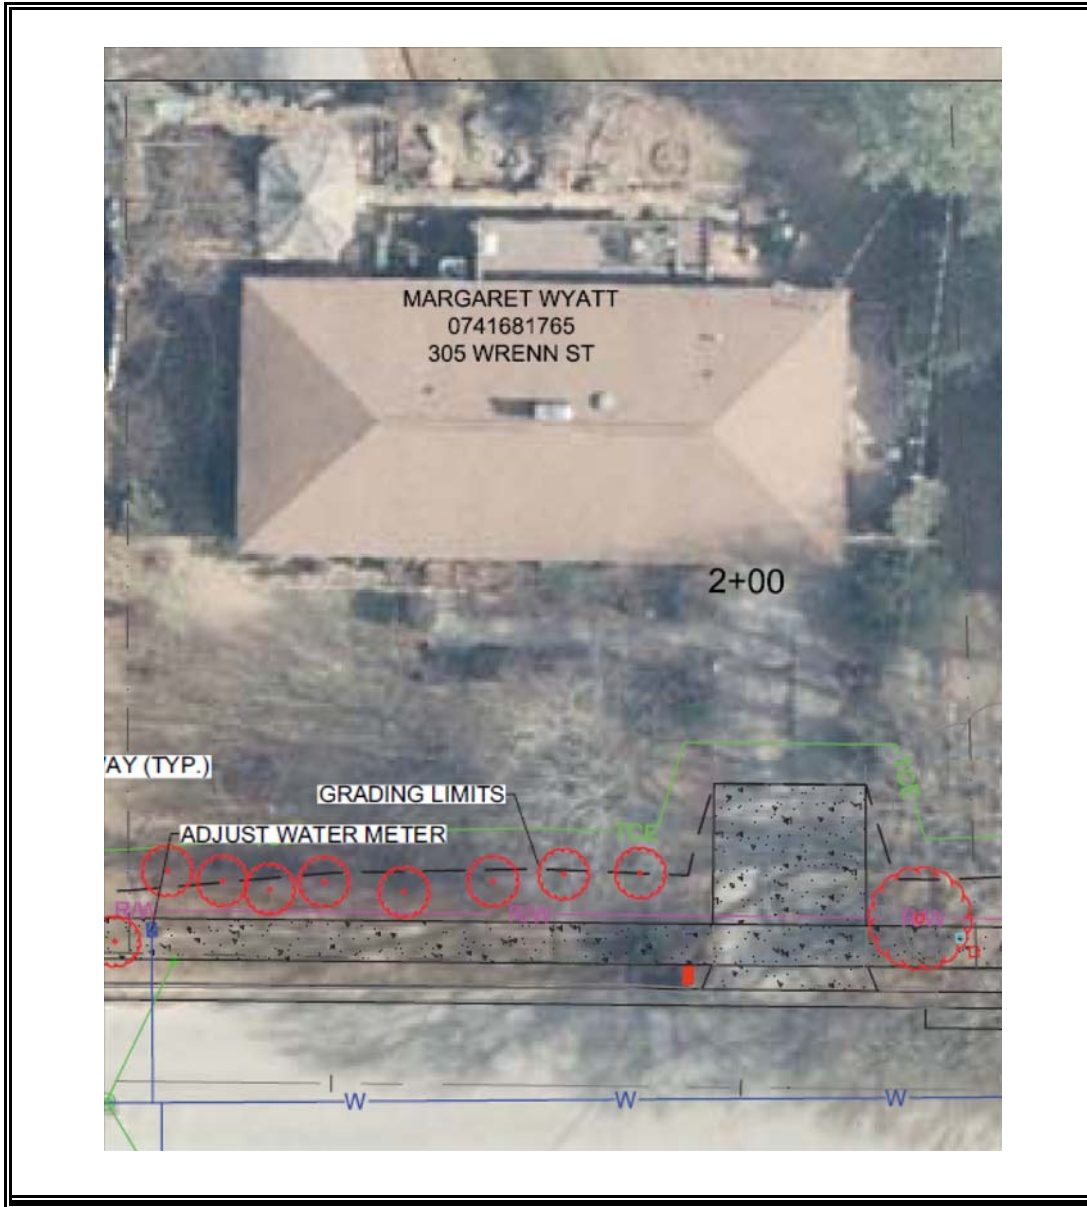 MARGARET WYATT
0741681765
305 WRENN ST
2+00
/AY (TYP.)
GRADING LIMITS
TCE
TCE
ADJUST WATER METER
R/W
R/W
R/W
W
W
W